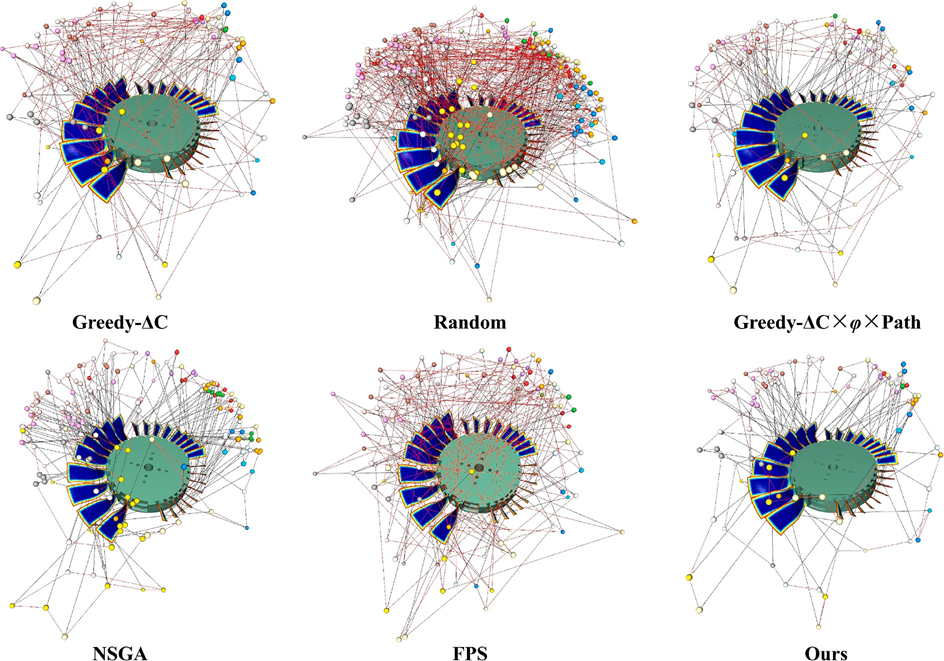 Greedy-ΔC
Random
Greedy-ΔC×φ×Path
NSGA
FPS
Ours